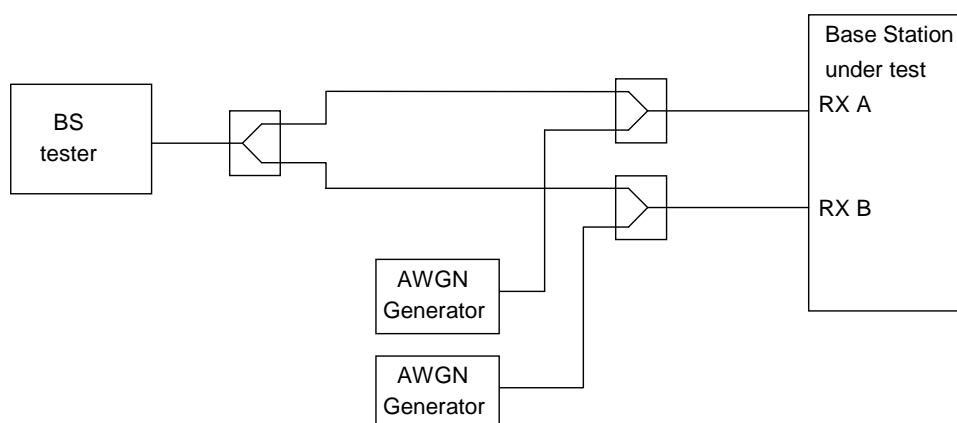 Base Station
under test
RX A
BS
tester
RX B
AWGN
Generator
AWGN
Generator